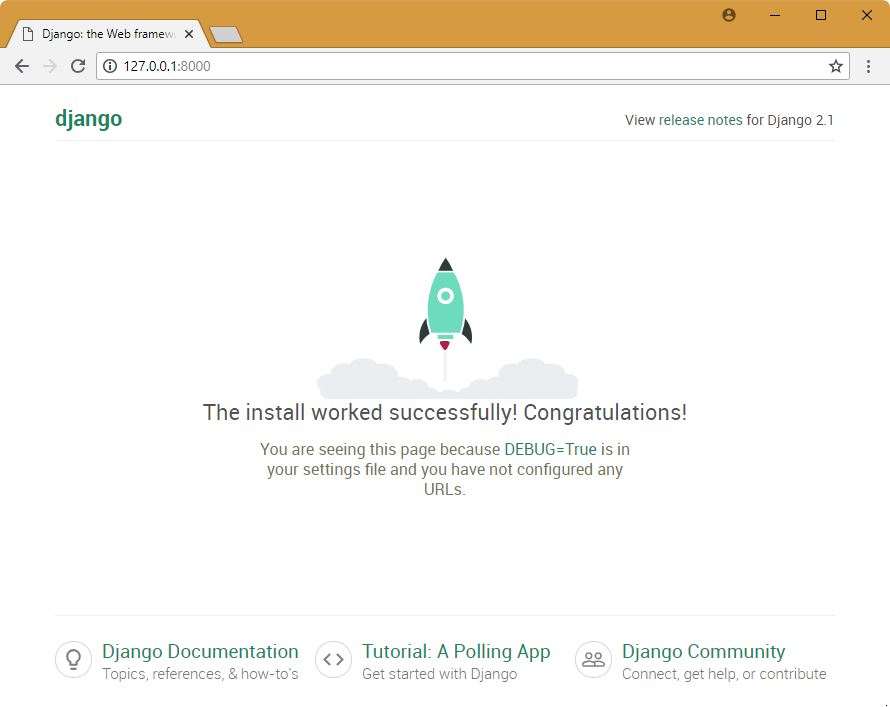 Django: the Web framew
127.0.0.1:8000
django
View release notes for Django 2.1
The install worked successfully! Congratulations!
You are seeing this page because DEBUG=True is in
your settings file and you have not configured any
URLs.
Django Documentation
Topics, references, & how-to's
Tutorial: A Polling App
Get started with Django
Django Community
Connect, get help, or contribute